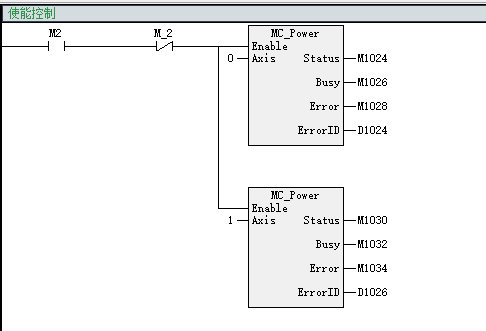 使能控制
M2 M_2 MC_Power
Enable
0 Axis Status M1024
Busy M1026
Error M1028
ErrorID D1024
MC_Power
Enable
1 Axis Status M1030
Busy M1032
Error M1034
ErrorID D1026